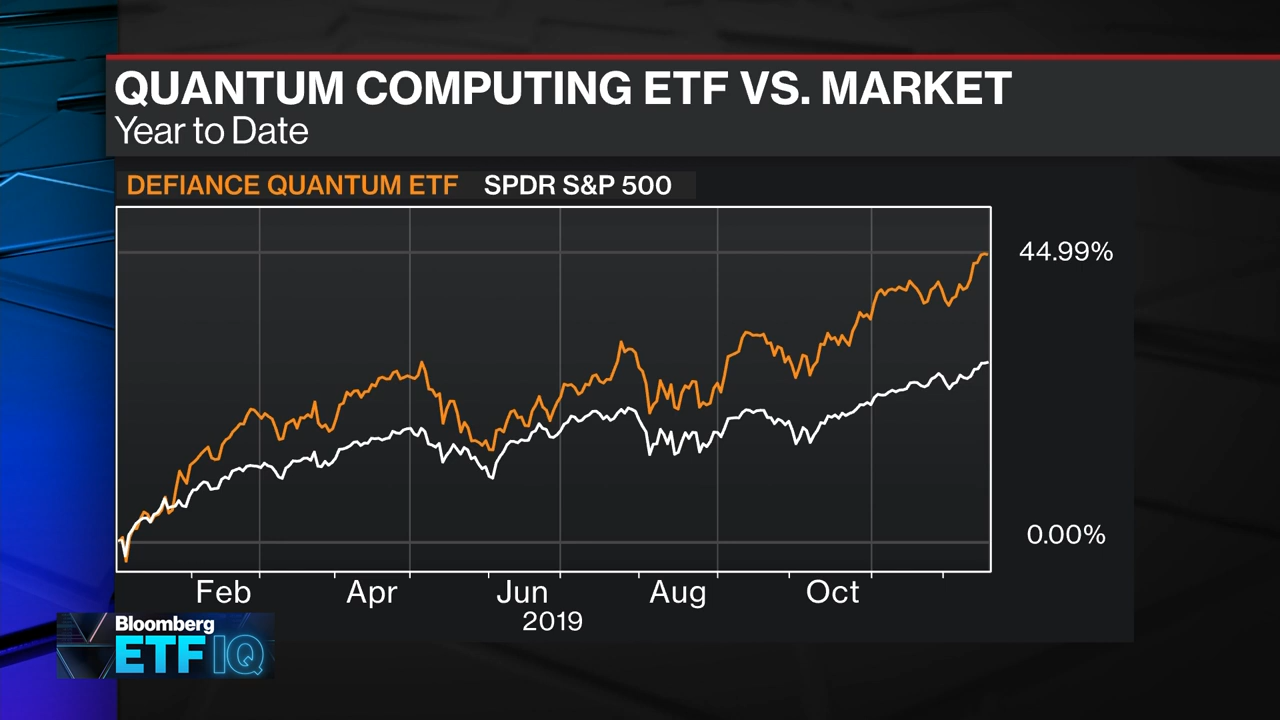 QUANTUM COMPUTING ETF VS. MARKET
Year to Date
DEFIANCE QUANTUM ETF SPDR S&P 500
44.99%
0.00%
Feb Apr Jun Aug Oct
2019
Bloomberg
ETF IQ